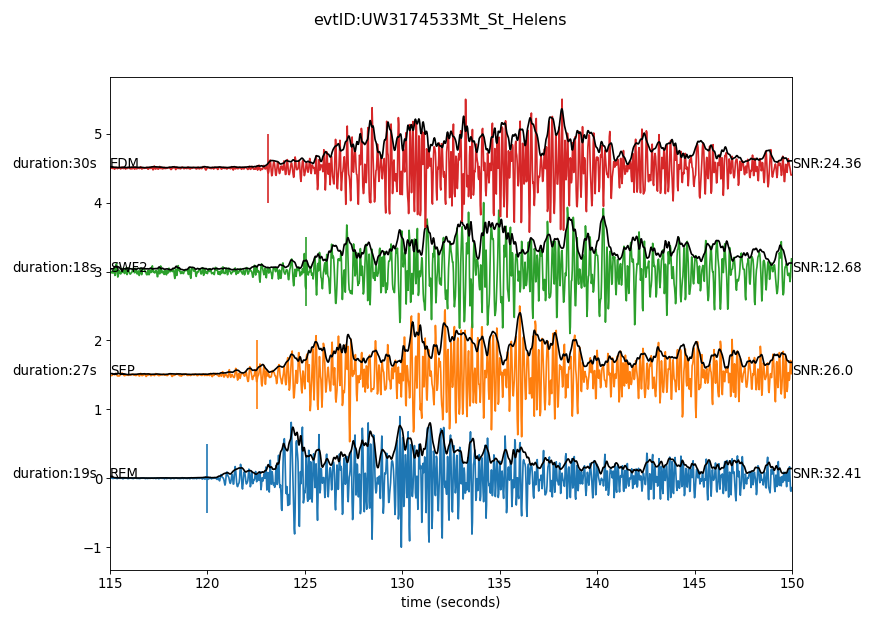 evtID:UW3174533Mt_St_Helens
5
duration:30s EDM SNR:24.36
4
duration:18s SWF2 SNR:12.68
3
2
duration:27s SEP SNR:26.0
1
duration:19s REM SNR:32.41
0
−1
115 120 125 130 135 140 145 150
time (seconds)